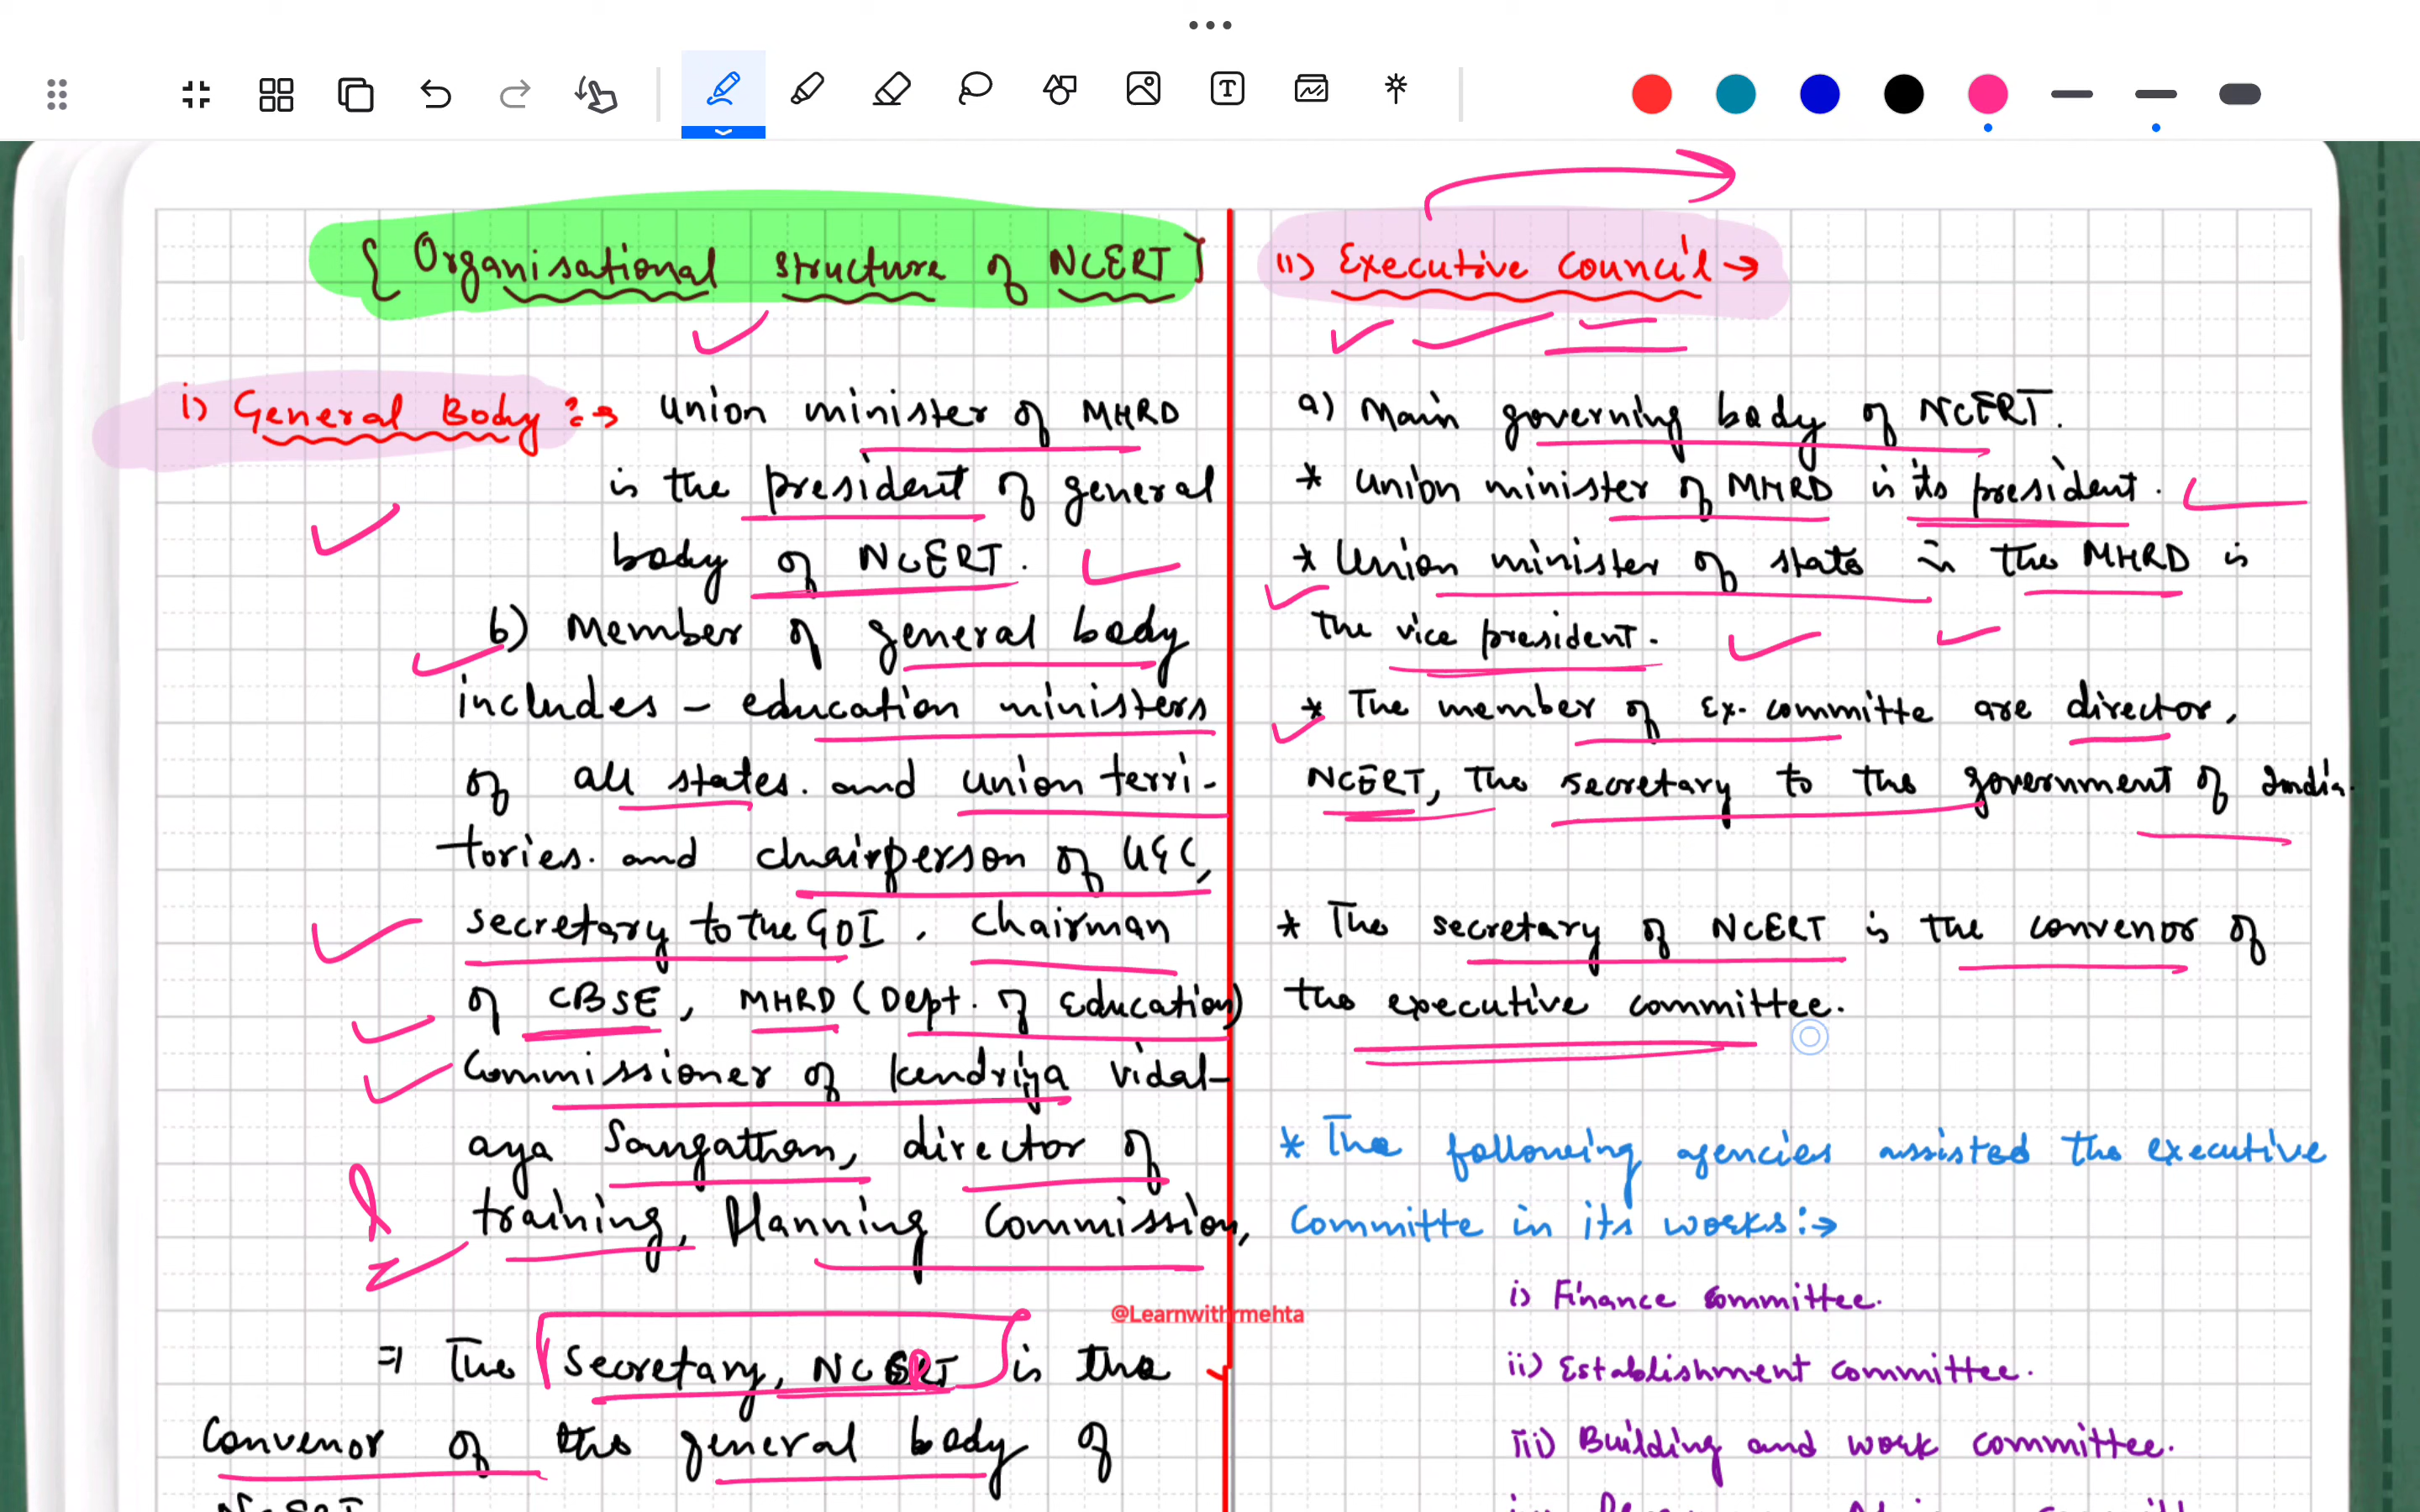 { Organisational structure of NCERT }
i) General Body :→ Union minister of MHRD
is the president of general
body of NCERT.
b) Member of general body
includes – education ministers
of all states. and union terri-
tories. and chairperson of UGC,
secretary to the GOI, chairman
of CBSE, MHRD (Dept. of Education)
Commissioner of kendriya vidal-
aya Sangathan, director of
training, Planning Commission,
@Learnwithrmehta
⇒ The secretary, NCERT is the
convenor of the general body of
NCERT
ii) Executive Council →
a) Main governing body of NCERT.
* Union minister of MHRD is its president.
* Union minister of state in the MHRD is
the vice president.
* The member of Ex. committe are director,
NCERT, The secretary to the government of India.
* The secretary of NCERT is the convenor of
the executive committee.
* The following agencies assisted the executive
Committe in its works :→
i) Finance committee.
ii) Establishment committee.
iii) Building and work committee.